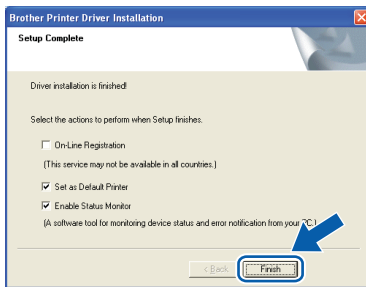 Brother Printer Driver Installation
Setup Complete
Driver installation is finished!
Select the actions to perform when Setup finishes.
On-Line Registration
(This service may not be available in all countries.)
Set as Default Printer
Enable Status Monitor
(A software tool for monitoring device status and error notification from your PC.)
< Back Finish